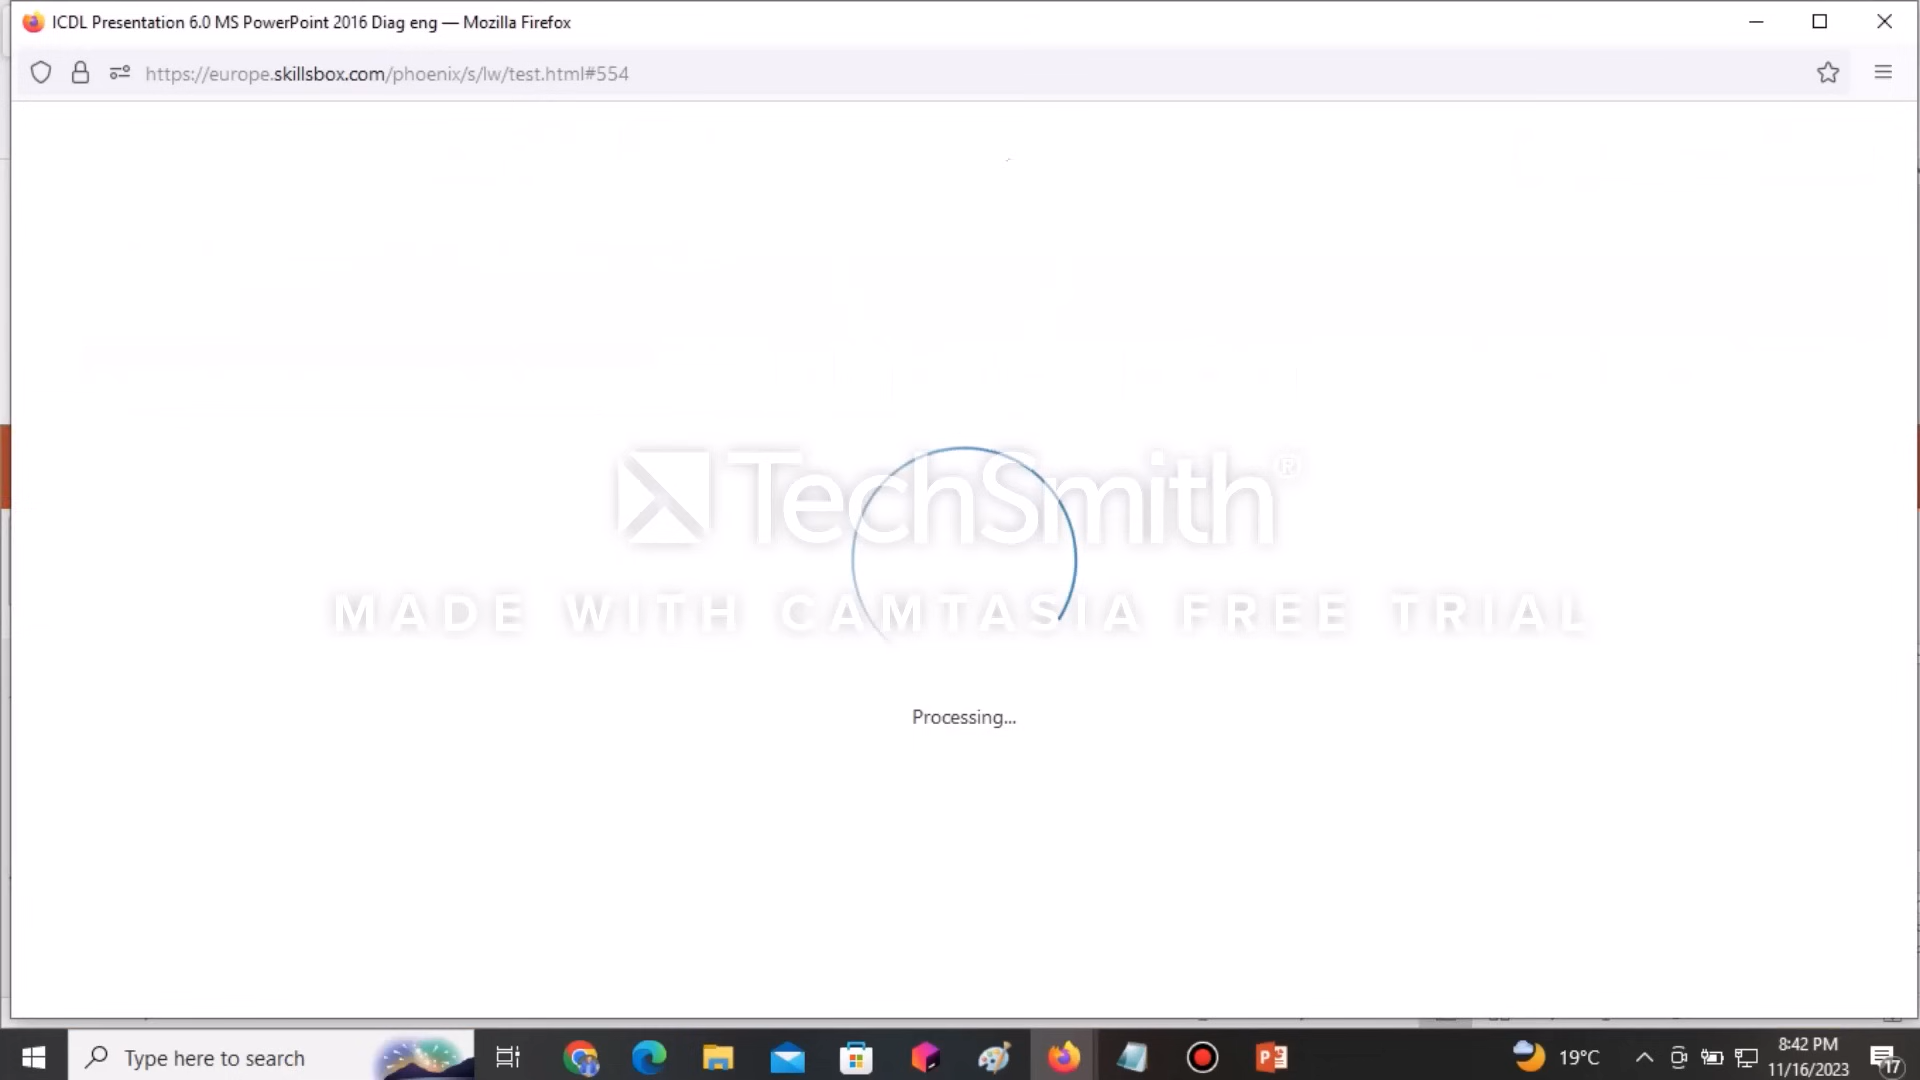 ICDL Presentation 6.0 MS PowerPoint 2016 Diag eng — Mozilla Firefox
https://europe.skillsbox.com/phoenix/s/lw/test.html#554
TechSmith®
MADE WITH CAMTASIA FREE TRIAL
Processing...
Type here to search
19°C
8:42 PM
11/16/2023
17